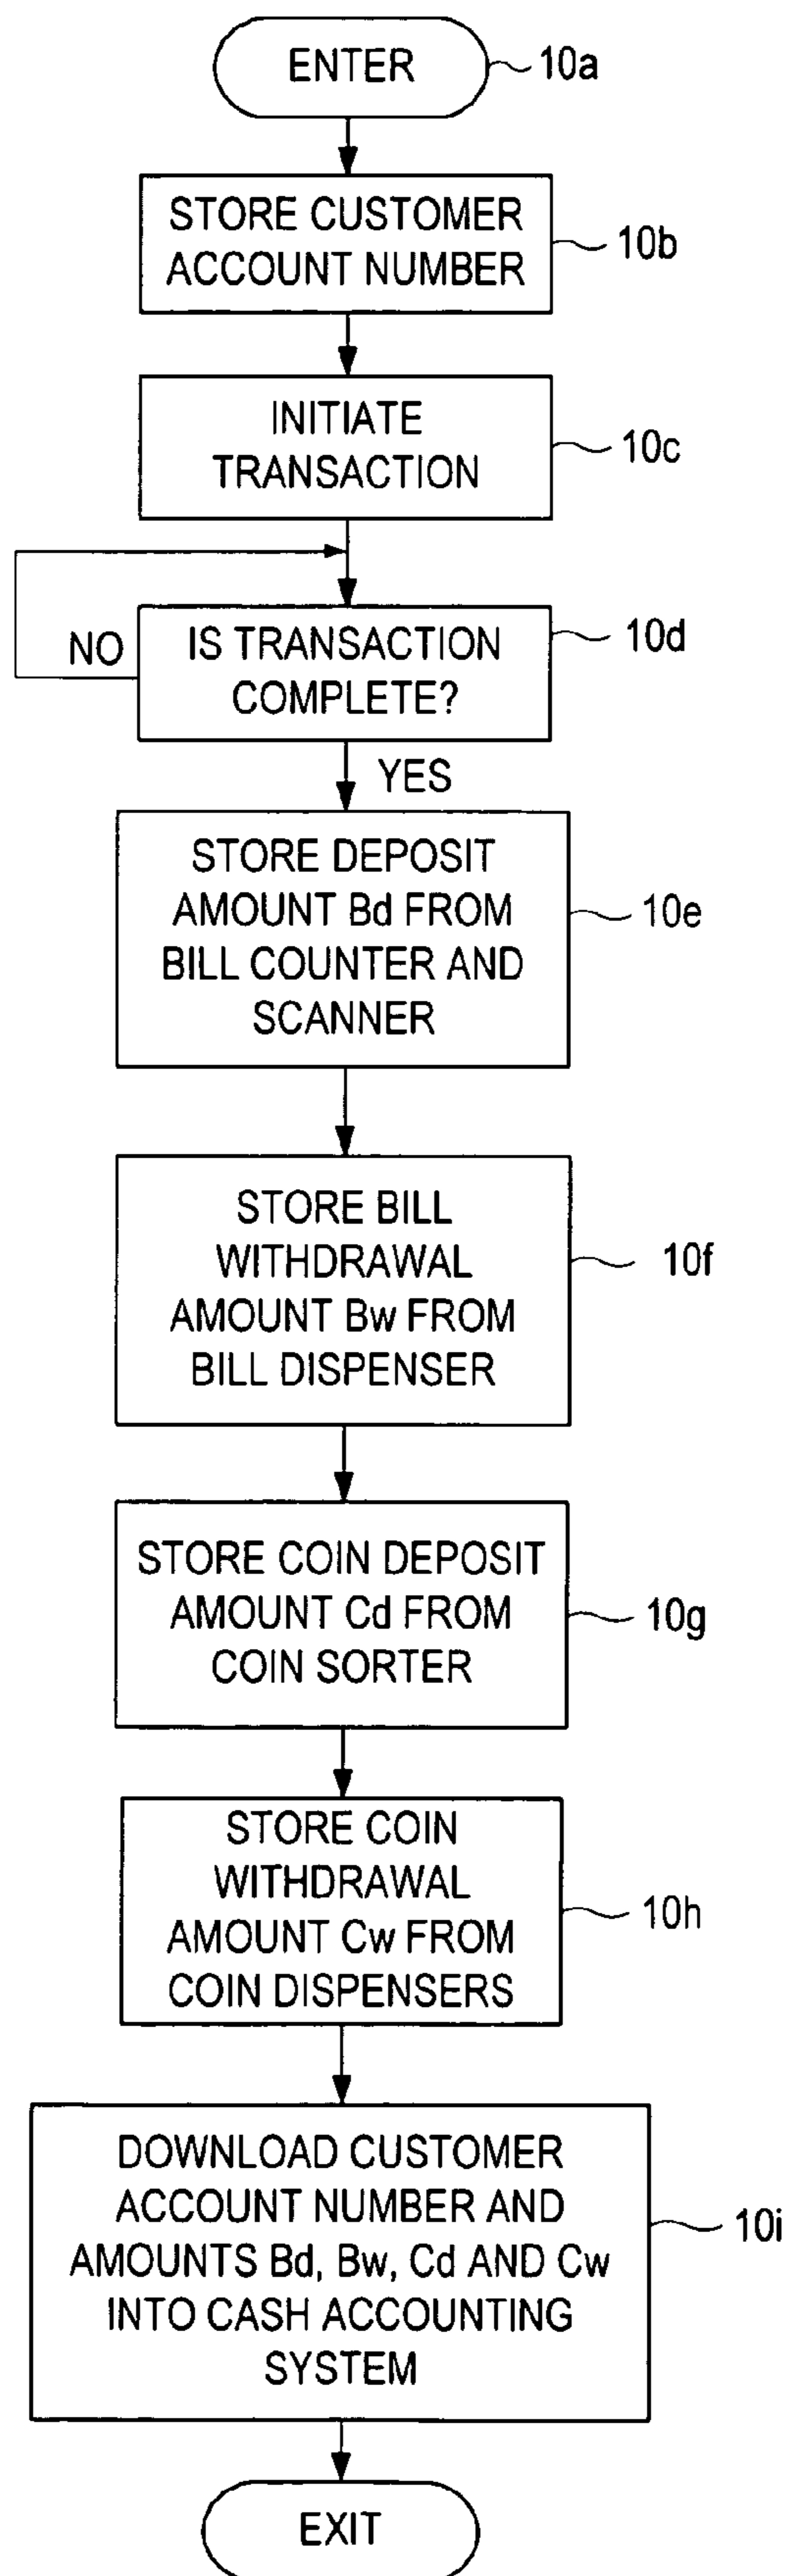 ENTER
10a
STORE CUSTOMER
ACCOUNT NUMBER
10b
INITIATE
TRANSACTION
10c
IS TRANSACTION
COMPLETE?
10d
NO
YES
STORE DEPOSIT
AMOUNT Bd FROM
BILL COUNTER AND
SCANNER
10e
STORE BILL
WITHDRAWAL
AMOUNT Bw FROM
BILL DISPENSER
10f
STORE COIN DEPOSIT
AMOUNT Cd FROM
COIN SORTER
10g
STORE COIN
WITHDRAWAL
AMOUNT Cw FROM
COIN DISPENSERS
10h
DOWNLOAD CUSTOMER
ACCOUNT NUMBER AND
AMOUNTS Bd, Bw, Cd AND Cw
INTO CASH ACCOUNTING
SYSTEM
10i
EXIT